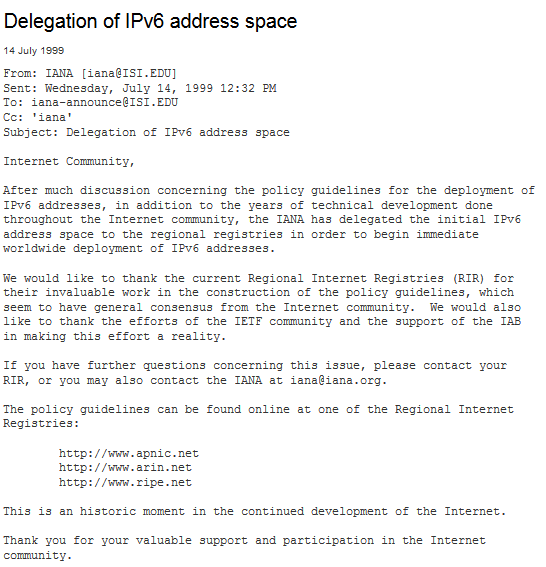 Delegation of IPv6 address space
14 July 1999
From: IANA [iana@ISI.EDU]
Sent: Wednesday, July 14, 1999 12:32 PM
To: iana-announce@ISI.EDU
Cc: 'iana'
Subject: Delegation of IPv6 address space
Internet Community,
After much discussion concerning the policy guidelines for the deployment of
IPv6 addresses, in addition to the years of technical development done
throughout the Internet community, the IANA has delegated the initial IPv6
address space to the regional registries in order to begin immediate
worldwide deployment of IPv6 addresses.
We would like to thank the current Regional Internet Registries (RIR) for
their invaluable work in the construction of the policy guidelines, which
seem to have general consensus from the Internet community.  We would also
like to thank the efforts of the IETF community and the support of the IAB
in making this effort a reality.
If you have further questions concerning this issue, please contact your
RIR, or you may also contact the IANA at iana@iana.org.
The policy guidelines can be found online at one of the Regional Internet
Registries:
http://www.apnic.net
http://www.arin.net
http://www.ripe.net
This is an historic moment in the continued development of the Internet.
Thank you for your valuable support and participation in the Internet
community.